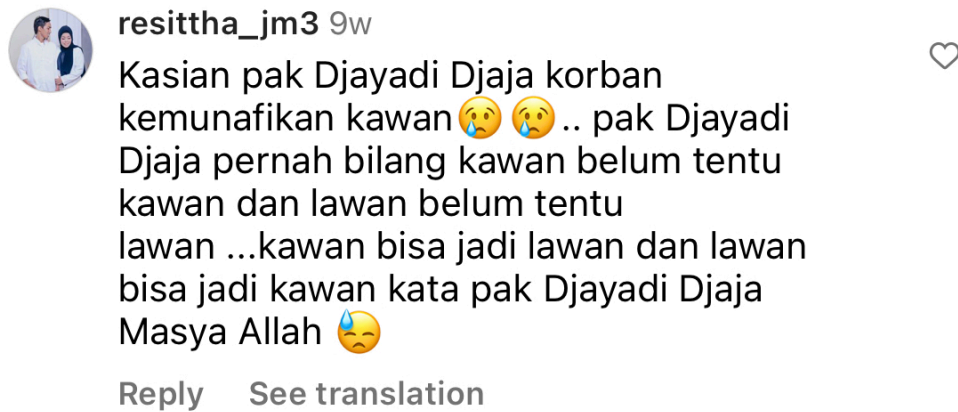 resittha_jm3 9w
Kasian pak Djayadi Djaja korban
kemunafikan kawan😢😢.. pak Djayadi
Djaja pernah bilang kawan belum tentu
kawan dan lawan belum tentu
lawan ...kawan bisa jadi lawan dan lawan
bisa jadi kawan kata pak Djayadi Djaja
Masya Allah 😓
Reply See translation